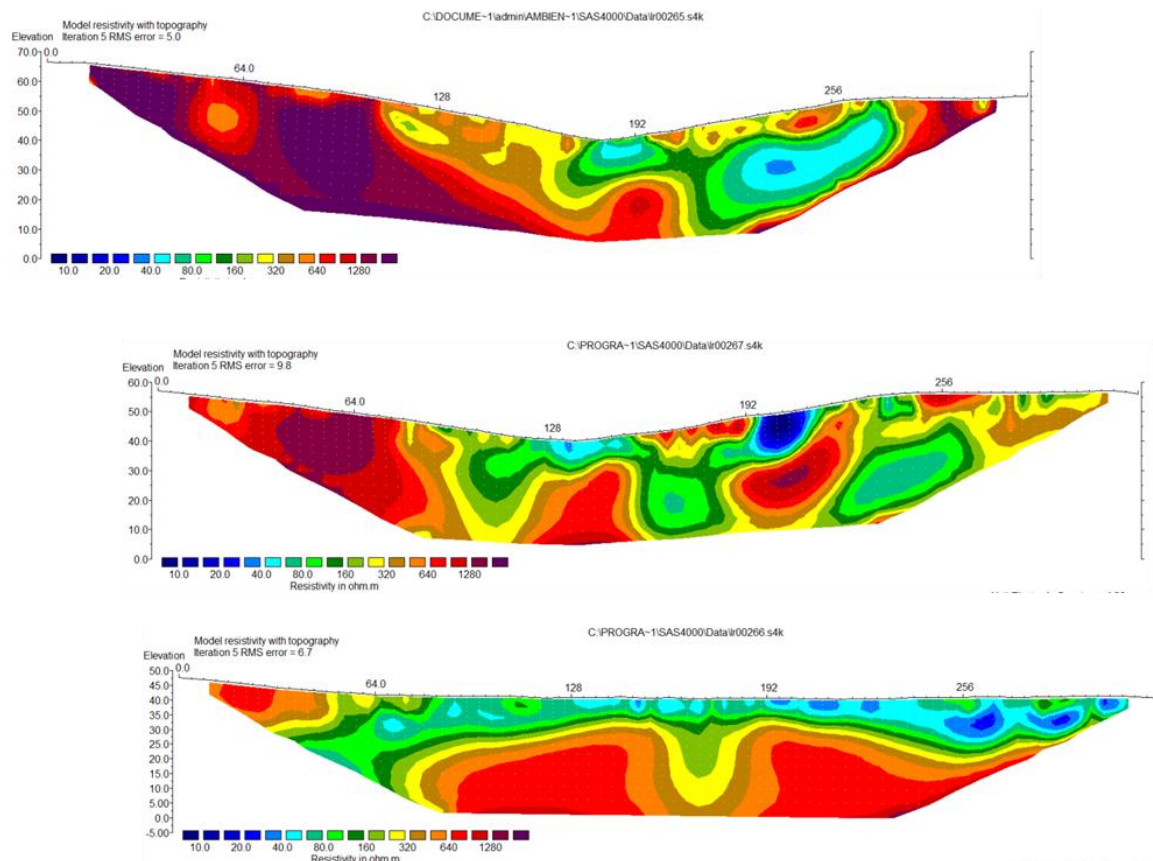 C:\DOCUME~1\admin\AMBIEN~1\SAS4000\Data\lr00265.s4k
Model resistivity with topography
Iteration 5 RMS error = 5.0
Elevation
70.0
60.0
50.0
40.0
30.0
20.0
10.0
0.0
0.0
64.0
128
192
256
10.0 20.0 40.0 80.0 160 320 640 1280
C:\PROGRA~1\SAS4000\Data\lr00267.s4k
Model resistivity with topography
Iteration 5 RMS error = 9.8
Elevation
60.0
50.0
40.0
30.0
20.0
10.0
0.0
0.0
64.0
128
192
256
10.0 20.0 40.0 80.0 160 320 640 1280
Resistivity in ohm.m
C:\PROGRA~1\SAS4000\Data\lr00266.s4k
Model resistivity with topography
Iteration 5 RMS error = 6.7
Elevation
50.0
45.0
40.0
35.0
30.0
25.0
20.0
15.0
10.0
5.00
0.0
-5.00
0.0
64.0
128
192
256
10.0 20.0 40.0 80.0 160 320 640 1280
Resistivity in ohm.m